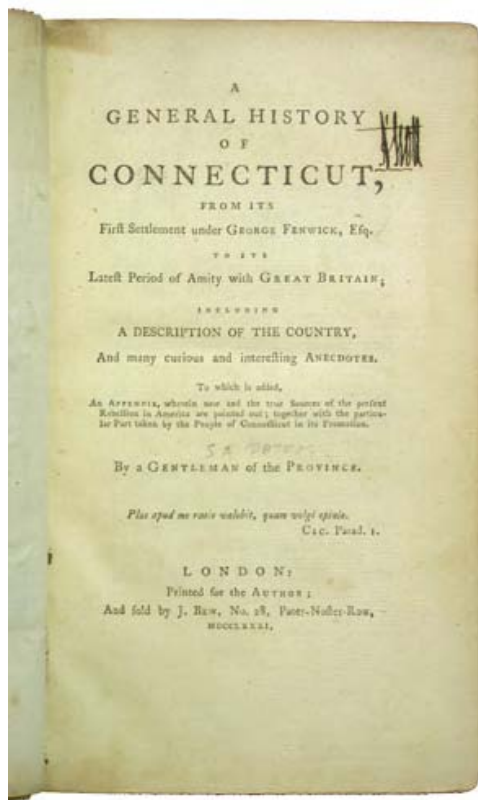 A
GENERAL HISTORY
OF
CONNECTICUT,
FROM ITS
Firſt Settlement under GEORGE FENWICK, Eſq.
TO ITS
Lateſt Period of Amity with GREAT BRITAIN;
INCLUDING
A DESCRIPTION OF THE COUNTRY,
And many curious and intereſting ANECDOTES.
To which is added,
An APPENDIX, wherein new and the true Sources of the preſent
Rebellion in America are pointed out; together with the particu-
lar Part taken by the People of Connecticut in its Promotion.
By a GENTLEMAN of the PROVINCE.
Plus apud me ratio valebit, quam vulgi opinio.
CIC. Parad. 1.
LONDON:
Printed for the AUTHOR;
And ſold by J. BEW, No. 28, Pater-Noſter-Row,
MDCCLXXXI.